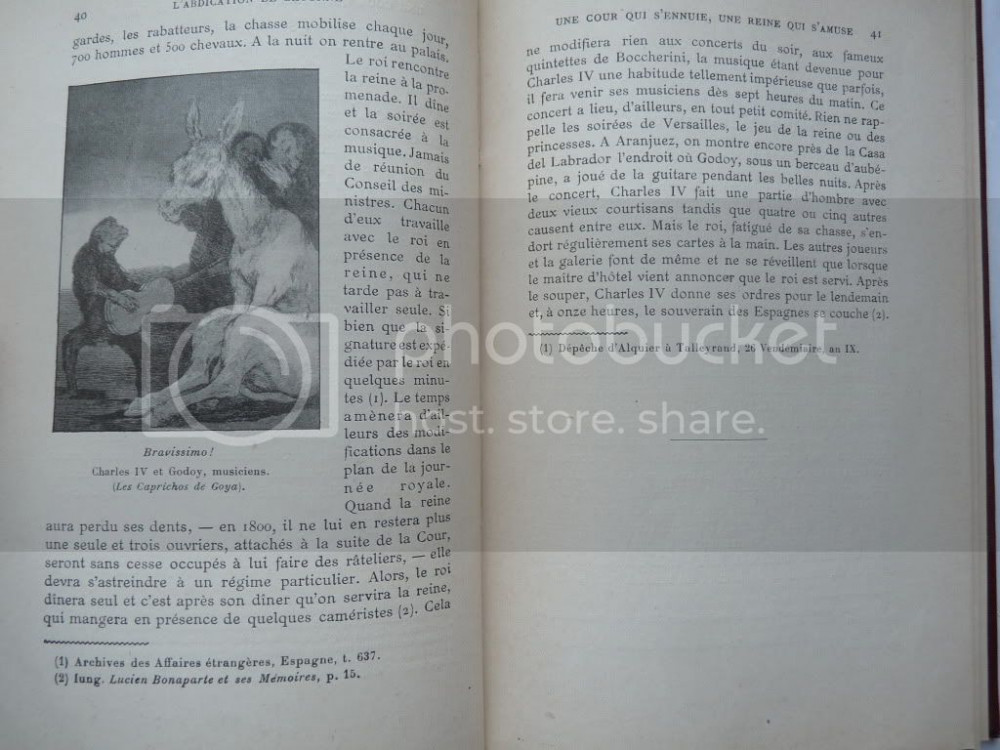 40
L'ABDICATION DE
gardes, les rabatteurs, la chasse mobilise chaque jour,
700 hommes et 500 chevaux. A la nuit on rentre au palais.
Le roi rencontre
la reine à la pro-
menade. Il dîne
et la soirée est
consacrée à la
musique. Jamais
de réunion du
Conseil des mi-
nistres. Chacun
d'eux travaille
avec le roi en
présence de la
reine, qui ne
tarde pas à tra-
vailler seule. Si
bien que la si-
gnature est expé-
diée par le roi en
quelques minu-
tes (1). Le temps
amènera d'ail-
leurs des modi-
fications dans le
plan de la jour-
née royale.
Quand la reine
Bravissimo!
Charles IV et Godoy, musiciens.
(Les Caprichos de Goya).
aura perdu ses dents, — en 1800, il ne lui en restera plus
une seule et trois ouvriers, attachés à la suite de la Cour,
seront sans cesse occupés à lui faire des râteliers, — elle
devra s'astreindre à un régime particulier. Alors, le roi
dînera seul et c'est après son dîner qu'on servira la reine,
qui mangera en présence de quelques caméristes (2). Cela
(1) Archives des Affaires étrangères, Espagne, t. 637.
(2) Iung. Lucien Bonaparte et ses Mémoires, p. 15.
UNE COUR QUI S'ENNUIE, UNE REINE QUI S'AMUSE 41
ne modifiera rien aux concerts du soir, aux fameux
quintettes de Boccherini, la musique étant devenue pour
Charles IV une habitude tellement impérieuse que parfois,
il fera venir ses musiciens dès sept heures du matin. Ce
concert a lieu, d'ailleurs, en tout petit comité. Rien ne rap-
pelle les soirées de Versailles, le jeu de la reine ou des
princesses. A Aranjuez, on montre encore près de la Casa
del Labrador l'endroit où Godoy, sous un berceau d'aubé-
pine, a joué de la guitare pendant les belles nuits. Après
le concert, Charles IV fait une partie d'hombre avec
deux vieux courtisans tandis que quatre ou cinq autres
causent entre eux. Mais le roi, fatigué de sa chasse, s'en-
dort régulièrement ses cartes à la main. Les autres joueurs
et la galerie font de même et ne se réveillent que lorsque
le maître d'hôtel vient annoncer que le roi est servi. Après
le souper, Charles IV donne ses ordres pour le lendemain
et, à onze heures, le souverain des Espagnes se couche (2).
(1) Dépêche d'Alquier à Talleyrand, 26 Vendémiaire, an IX.
photobucket
host. store. share.